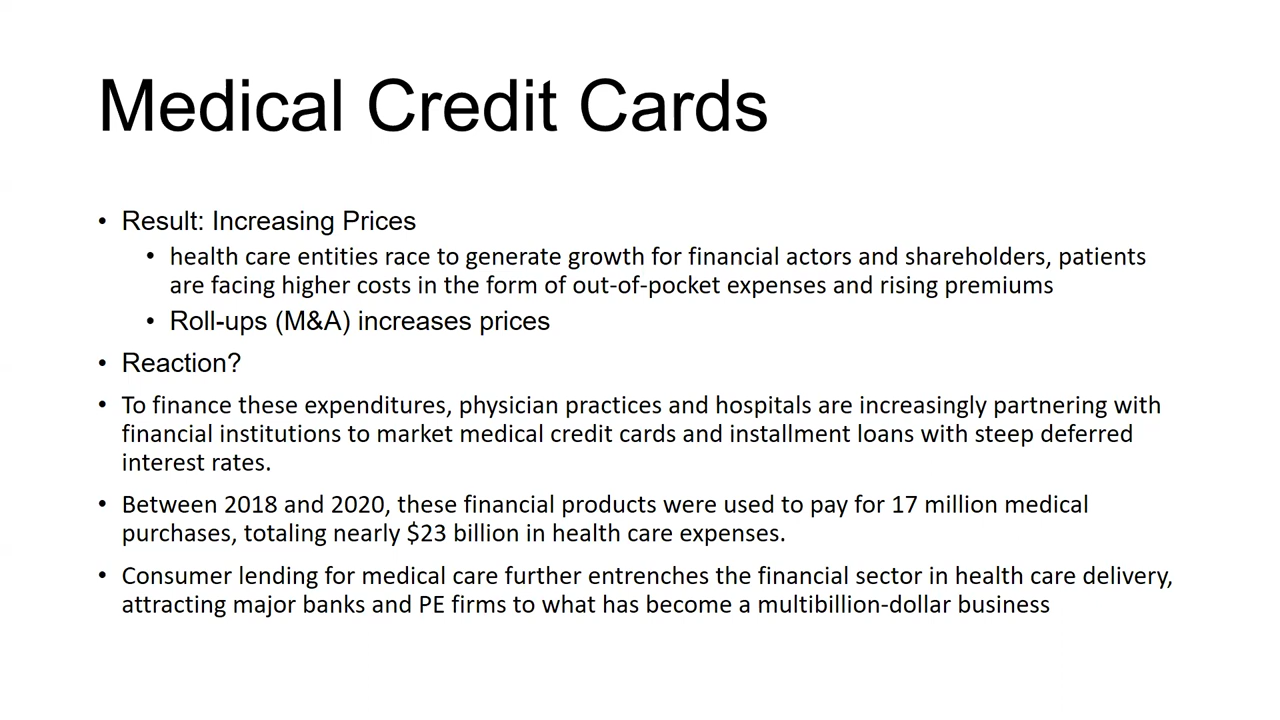 Medical Credit Cards
• Result: Increasing Prices
• health care entities race to generate growth for financial actors and shareholders, patients
are facing higher costs in the form of out-of-pocket expenses and rising premiums
• Roll-ups (M&A) increases prices
• Reaction?
• To finance these expenditures, physician practices and hospitals are increasingly partnering with
financial institutions to market medical credit cards and installment loans with steep deferred
interest rates.
• Between 2018 and 2020, these financial products were used to pay for 17 million medical
purchases, totaling nearly $23 billion in health care expenses.
• Consumer lending for medical care further entrenches the financial sector in health care delivery,
attracting major banks and PE firms to what has become a multibillion-dollar business